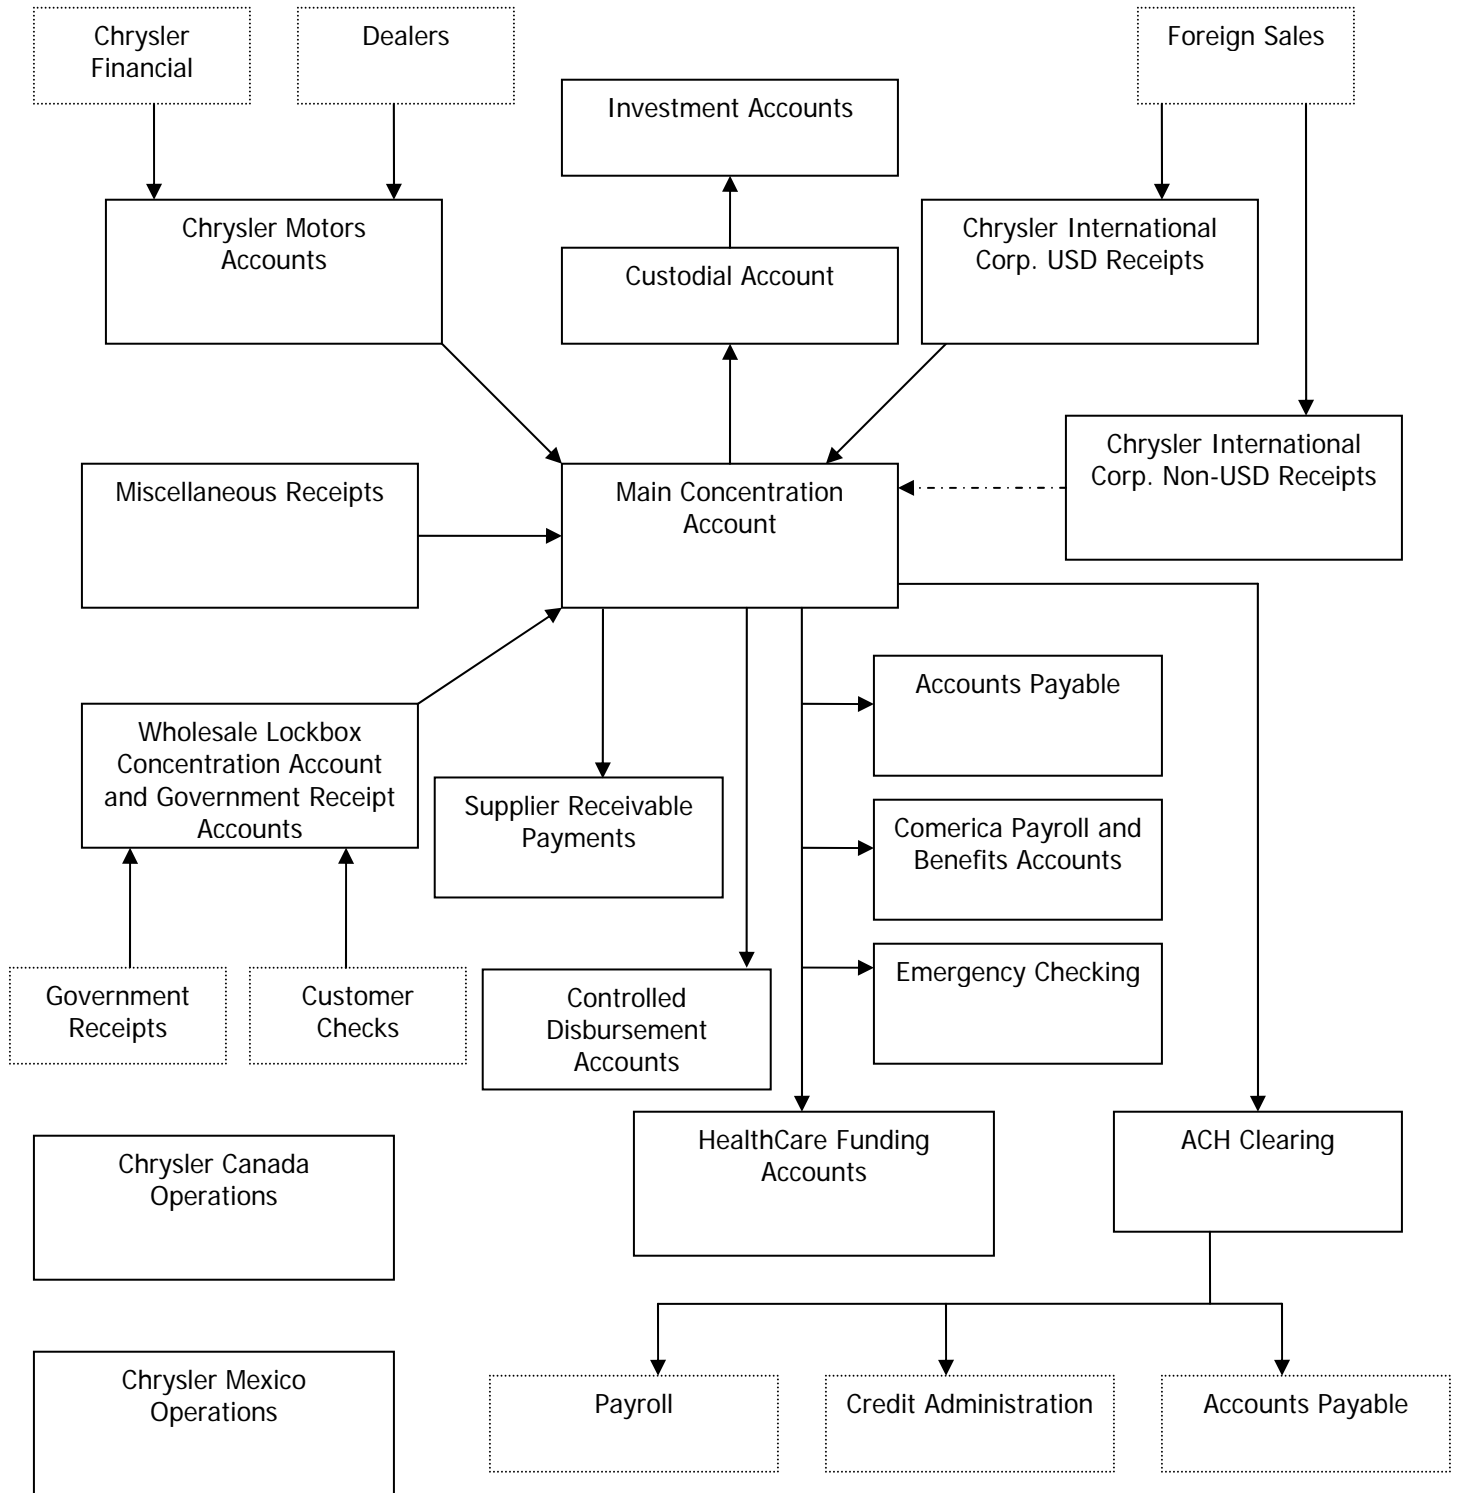 Chrysler
Financial
Dealers
Foreign Sales
Investment Accounts
Chrysler Motors
Accounts
Custodial Account
Chrysler International
Corp. USD Receipts
Chrysler International
Corp. Non-USD Receipts
Miscellaneous Receipts
Main Concentration
Account
Accounts Payable
Wholesale Lockbox
Concentration Account
and Government Receipt
Accounts
Supplier Receivable
Payments
Comerica Payroll and
Benefits Accounts
Emergency Checking
Government
Receipts
Customer
Checks
Controlled
Disbursement
Accounts
HealthCare Funding
Accounts
ACH Clearing
Chrysler Canada
Operations
Chrysler Mexico
Operations
Payroll
Credit Administration
Accounts Payable